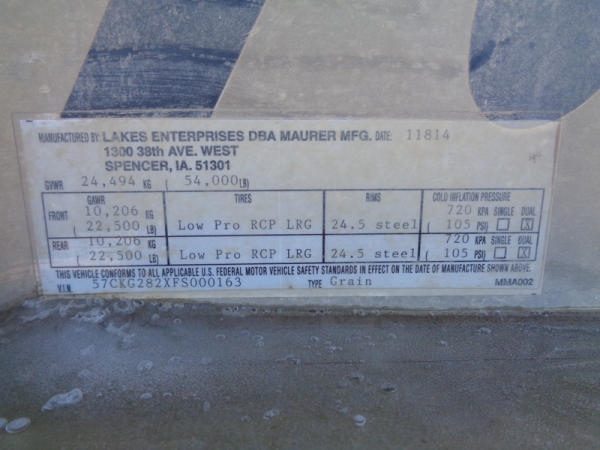 MANUFACTURED BY: LAKES ENTERPRISES DBA MAURER MFG. DATE: 11814
1300 38th AVE. WEST
SPENCER, IA. 51301
GVWR 24,494 KG ( 54,000 LB)
GAWR TIRES RIMS COLD INFLATION PRESSURE
FRONT 10,206 KG 720 KPA SINGLE DUAL
( 22,500 LB) Low Pro RCP LRG 24.5 steel ( 105 PSI) X
REAR 10,206 KG 720 KPA SINGLE DUAL
( 22,500 LB) Low Pro RCP LRG 24.5 steel ( 105 PSI) X
THIS VEHICLE CONFORMS TO ALL APPLICABLE U.S. FEDERAL MOTOR VEHICLE SAFETY STANDARDS IN EFFECT ON THE DATE OF MANUFACTURE SHOWN ABOVE.
V.I.N. 57CKG282XFS000163 TYPE Grain MMA002